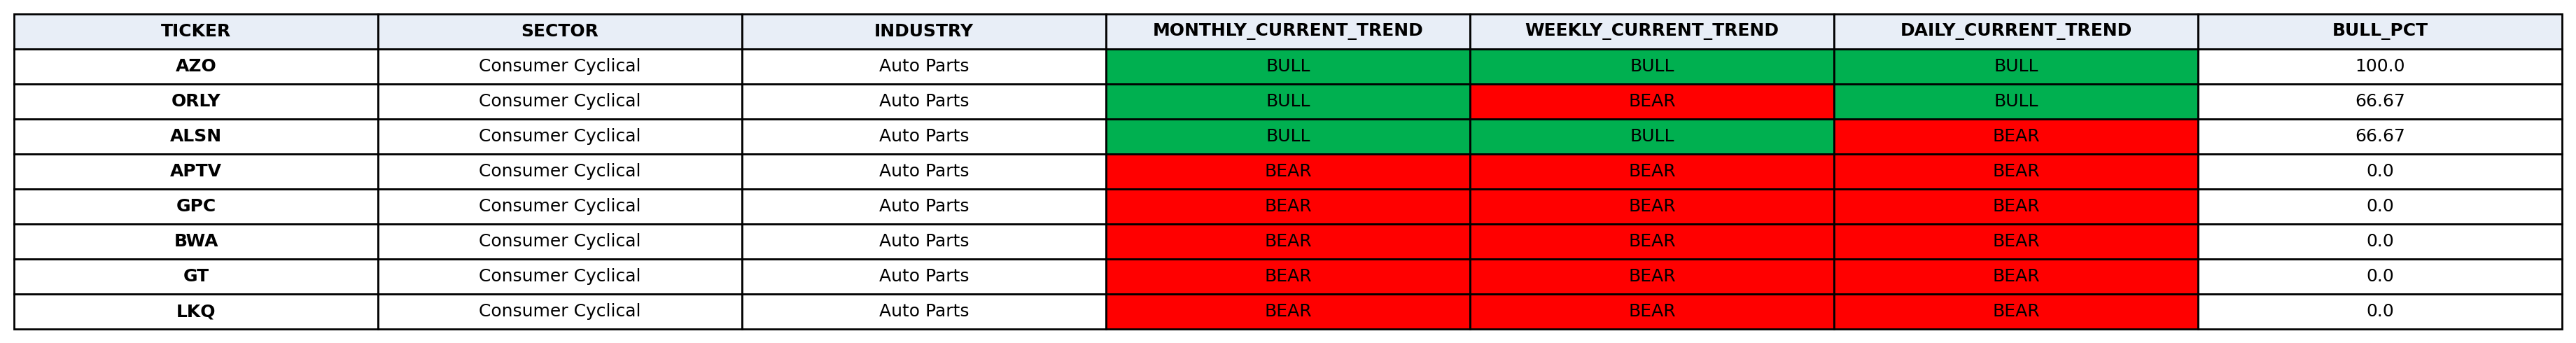 TICKER SECTOR INDUSTRY MONTHLY_CURRENT_TREND WEEKLY_CURRENT_TREND DAILY_CURRENT_TREND BULL_PCT
AZO Consumer Cyclical Auto Parts BULL BULL BULL 100.0
ORLY Consumer Cyclical Auto Parts BULL BEAR BULL 66.67
ALSN Consumer Cyclical Auto Parts BULL BULL BEAR 66.67
APTV Consumer Cyclical Auto Parts BEAR BEAR BEAR 0.0
GPC Consumer Cyclical Auto Parts BEAR BEAR BEAR 0.0
BWA Consumer Cyclical Auto Parts BEAR BEAR BEAR 0.0
GT Consumer Cyclical Auto Parts BEAR BEAR BEAR 0.0
LKQ Consumer Cyclical Auto Parts BEAR BEAR BEAR 0.0